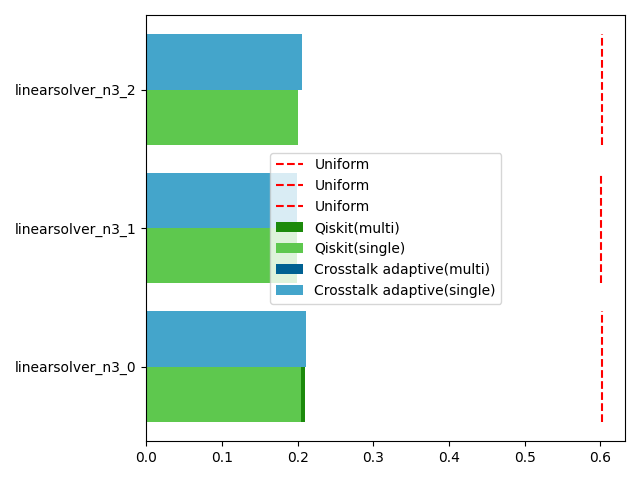 linearsolver_n3_2
linearsolver_n3_1
linearsolver_n3_0
Uniform
Uniform
Uniform
Qiskit(multi)
Qiskit(single)
Crosstalk adaptive(multi)
Crosstalk adaptive(single)
0.0 0.1 0.2 0.3 0.4 0.5 0.6